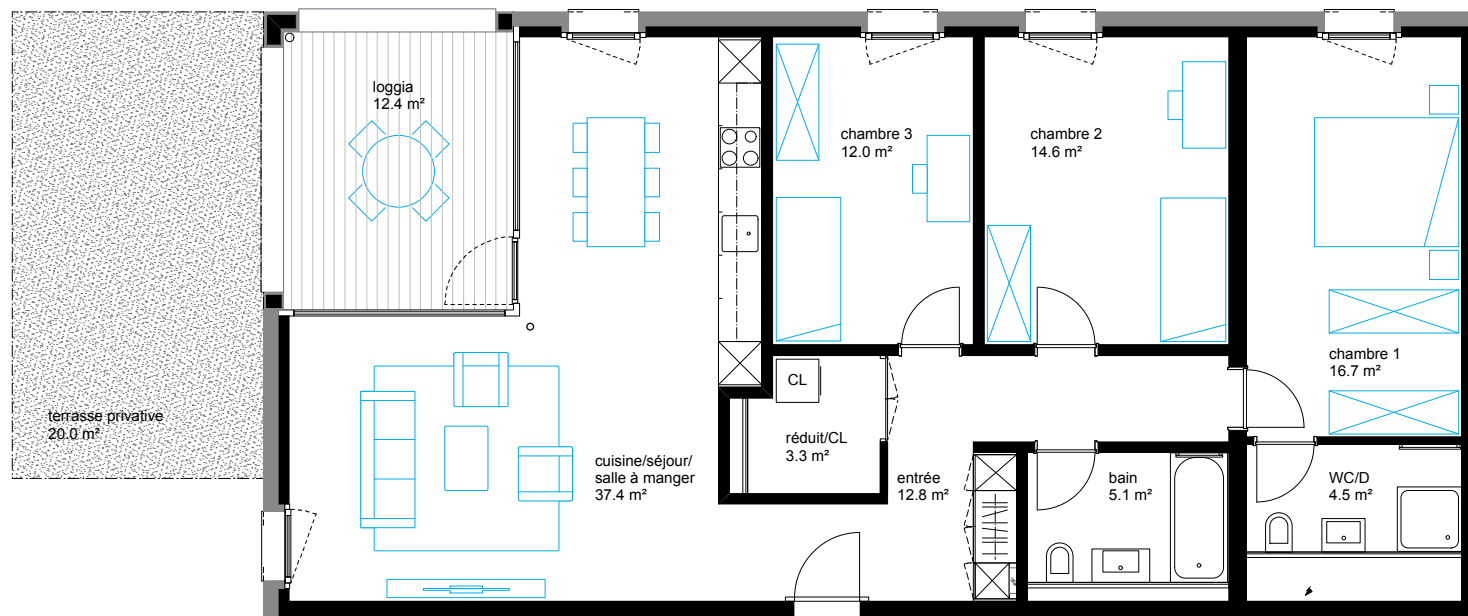 loggia
12.4 m²
chambre 3
12.0 m²
chambre 2
14.6 m²
chambre 1
16.7 m²
terrasse privative
20.0 m²
CL
réduit/CL
3.3 m²
cuisine/séjour/
salle à manger
37.4 m²
entrée
12.8 m²
bain
5.1 m²
WC/D
4.5 m²